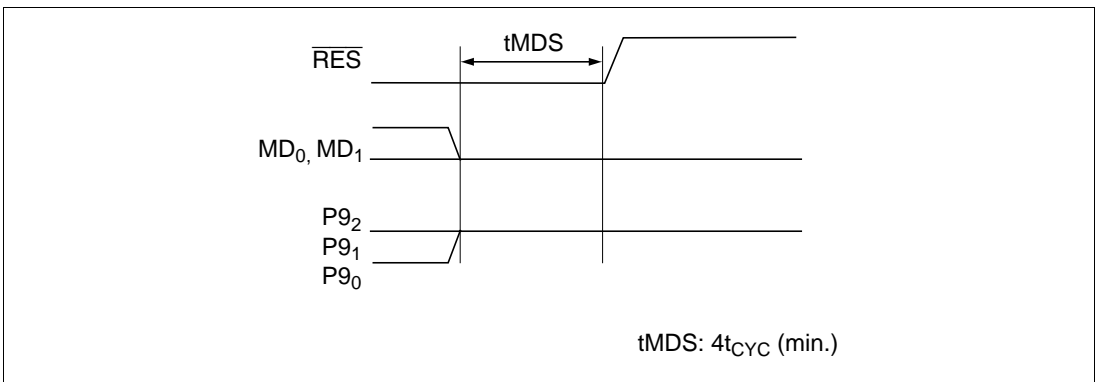 tMDS
RES
MD0, MD1
P92
P91
P90
tMDS: 4tCYC (min.)